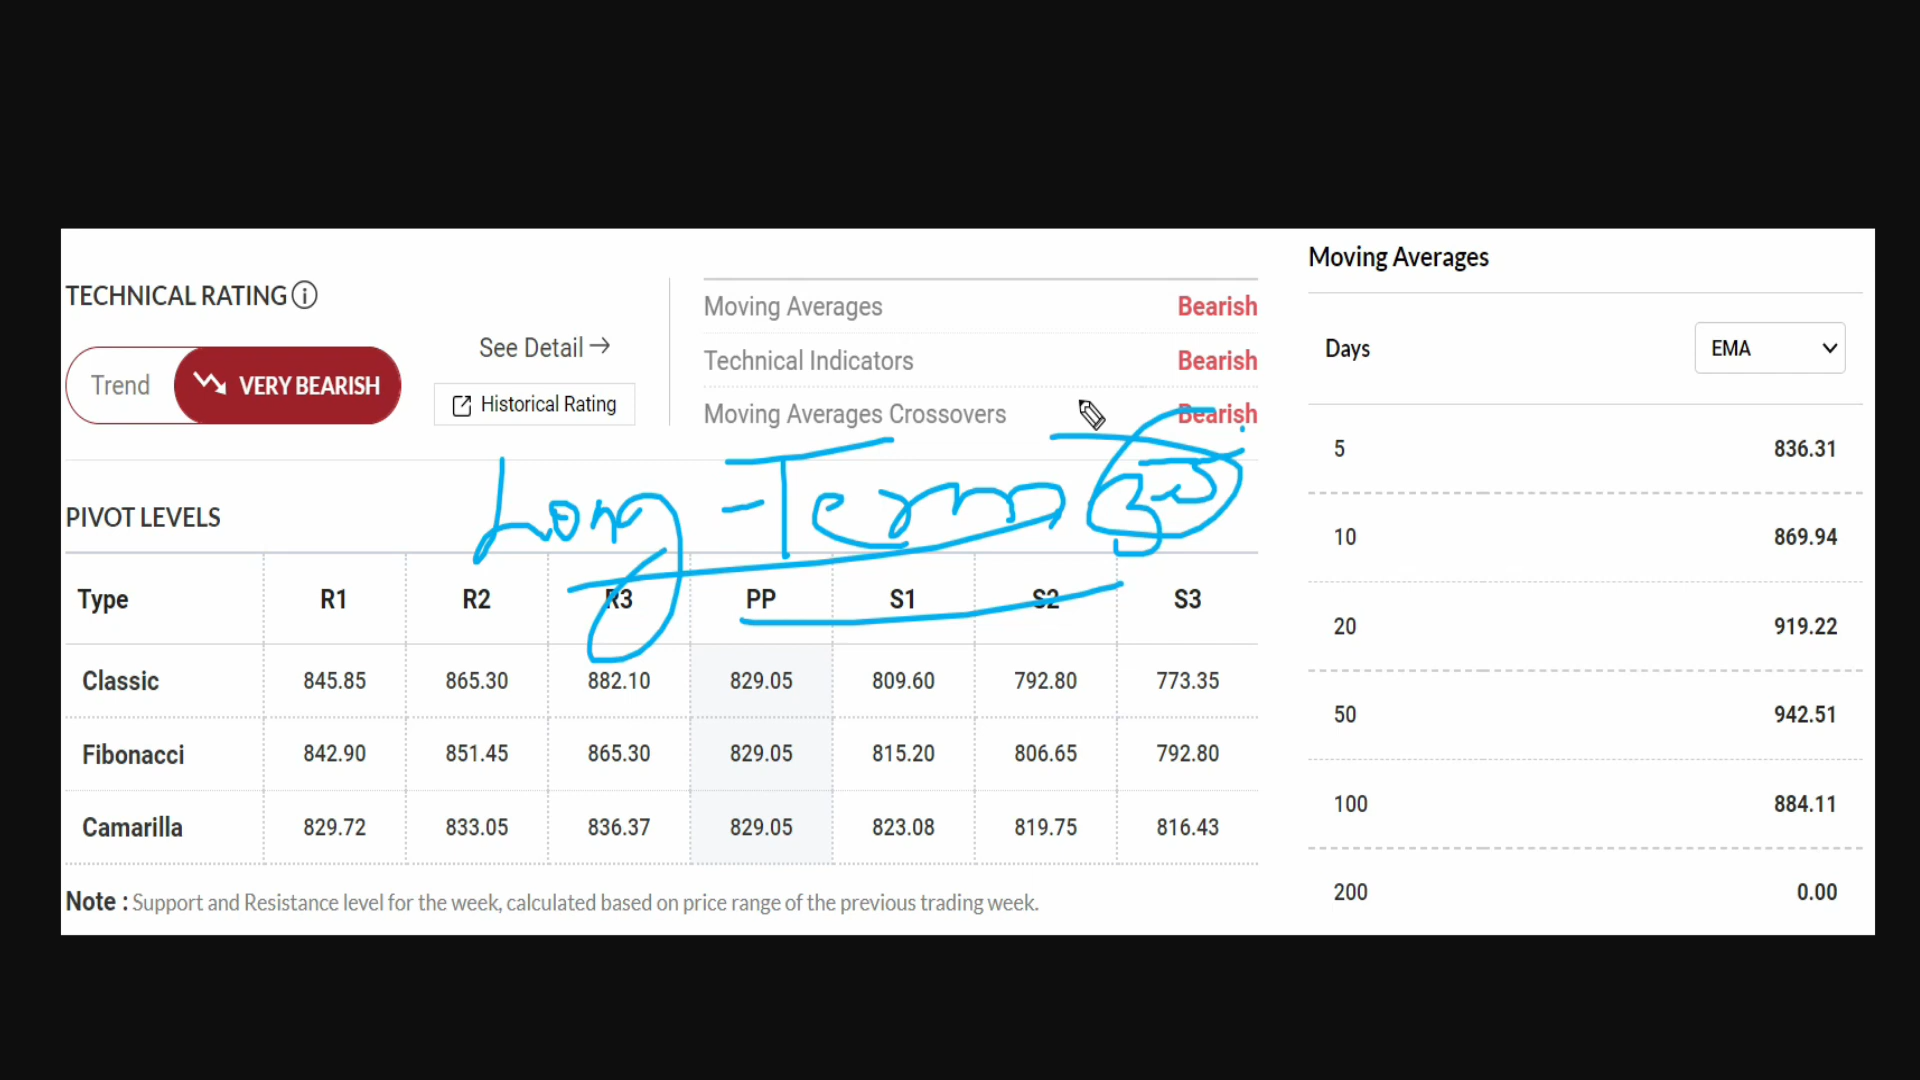 TECHNICAL RATING
Trend VERY BEARISH
See Detail →
Historical Rating
Moving Averages Bearish
Technical Indicators Bearish
Moving Averages Crossovers Bearish
Long-Term
PIVOT LEVELS
Type R1 R2 R3 PP S1 S2 S3
Classic 845.85 865.30 882.10 829.05 809.60 792.80 773.35
Fibonacci 842.90 851.45 865.30 829.05 815.20 806.65 792.80
Camarilla 829.72 833.05 836.37 829.05 823.08 819.75 816.43
Note : Support and Resistance level for the week, calculated based on price range of the previous trading week.
Moving Averages
Days EMA
5 836.31
10 869.94
20 919.22
50 942.51
100 884.11
200 0.00